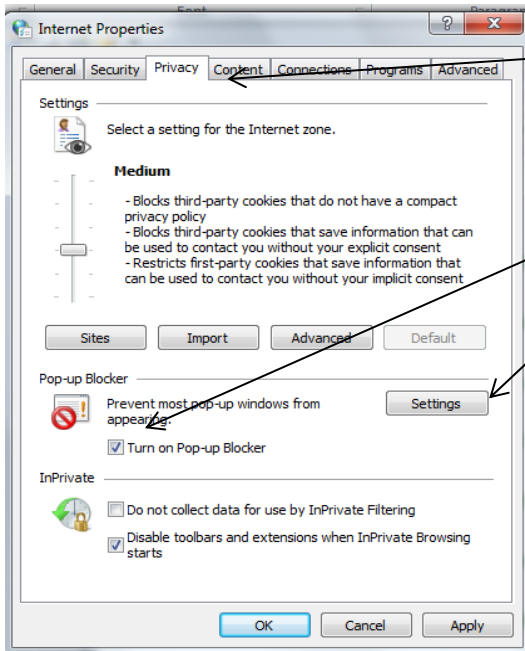 Font
Paragrap
Internet Properties
?
X
General Security Privacy Content Connections Programs Advanced
Settings
Select a setting for the Internet zone.
Medium
- Blocks third-party cookies that do not have a compact
privacy policy
- Blocks third-party cookies that save information that can
be used to contact you without your explicit consent
- Restricts first-party cookies that save information that
can be used to contact you without your implicit consent
Sites Import Advanced Default
Pop-up Blocker
Prevent most pop-up windows from
appearing.
Settings
Turn on Pop-up Blocker
InPrivate
Do not collect data for use by InPrivate Filtering
Disable toolbars and extensions when InPrivate Browsing
starts
OK Cancel Apply